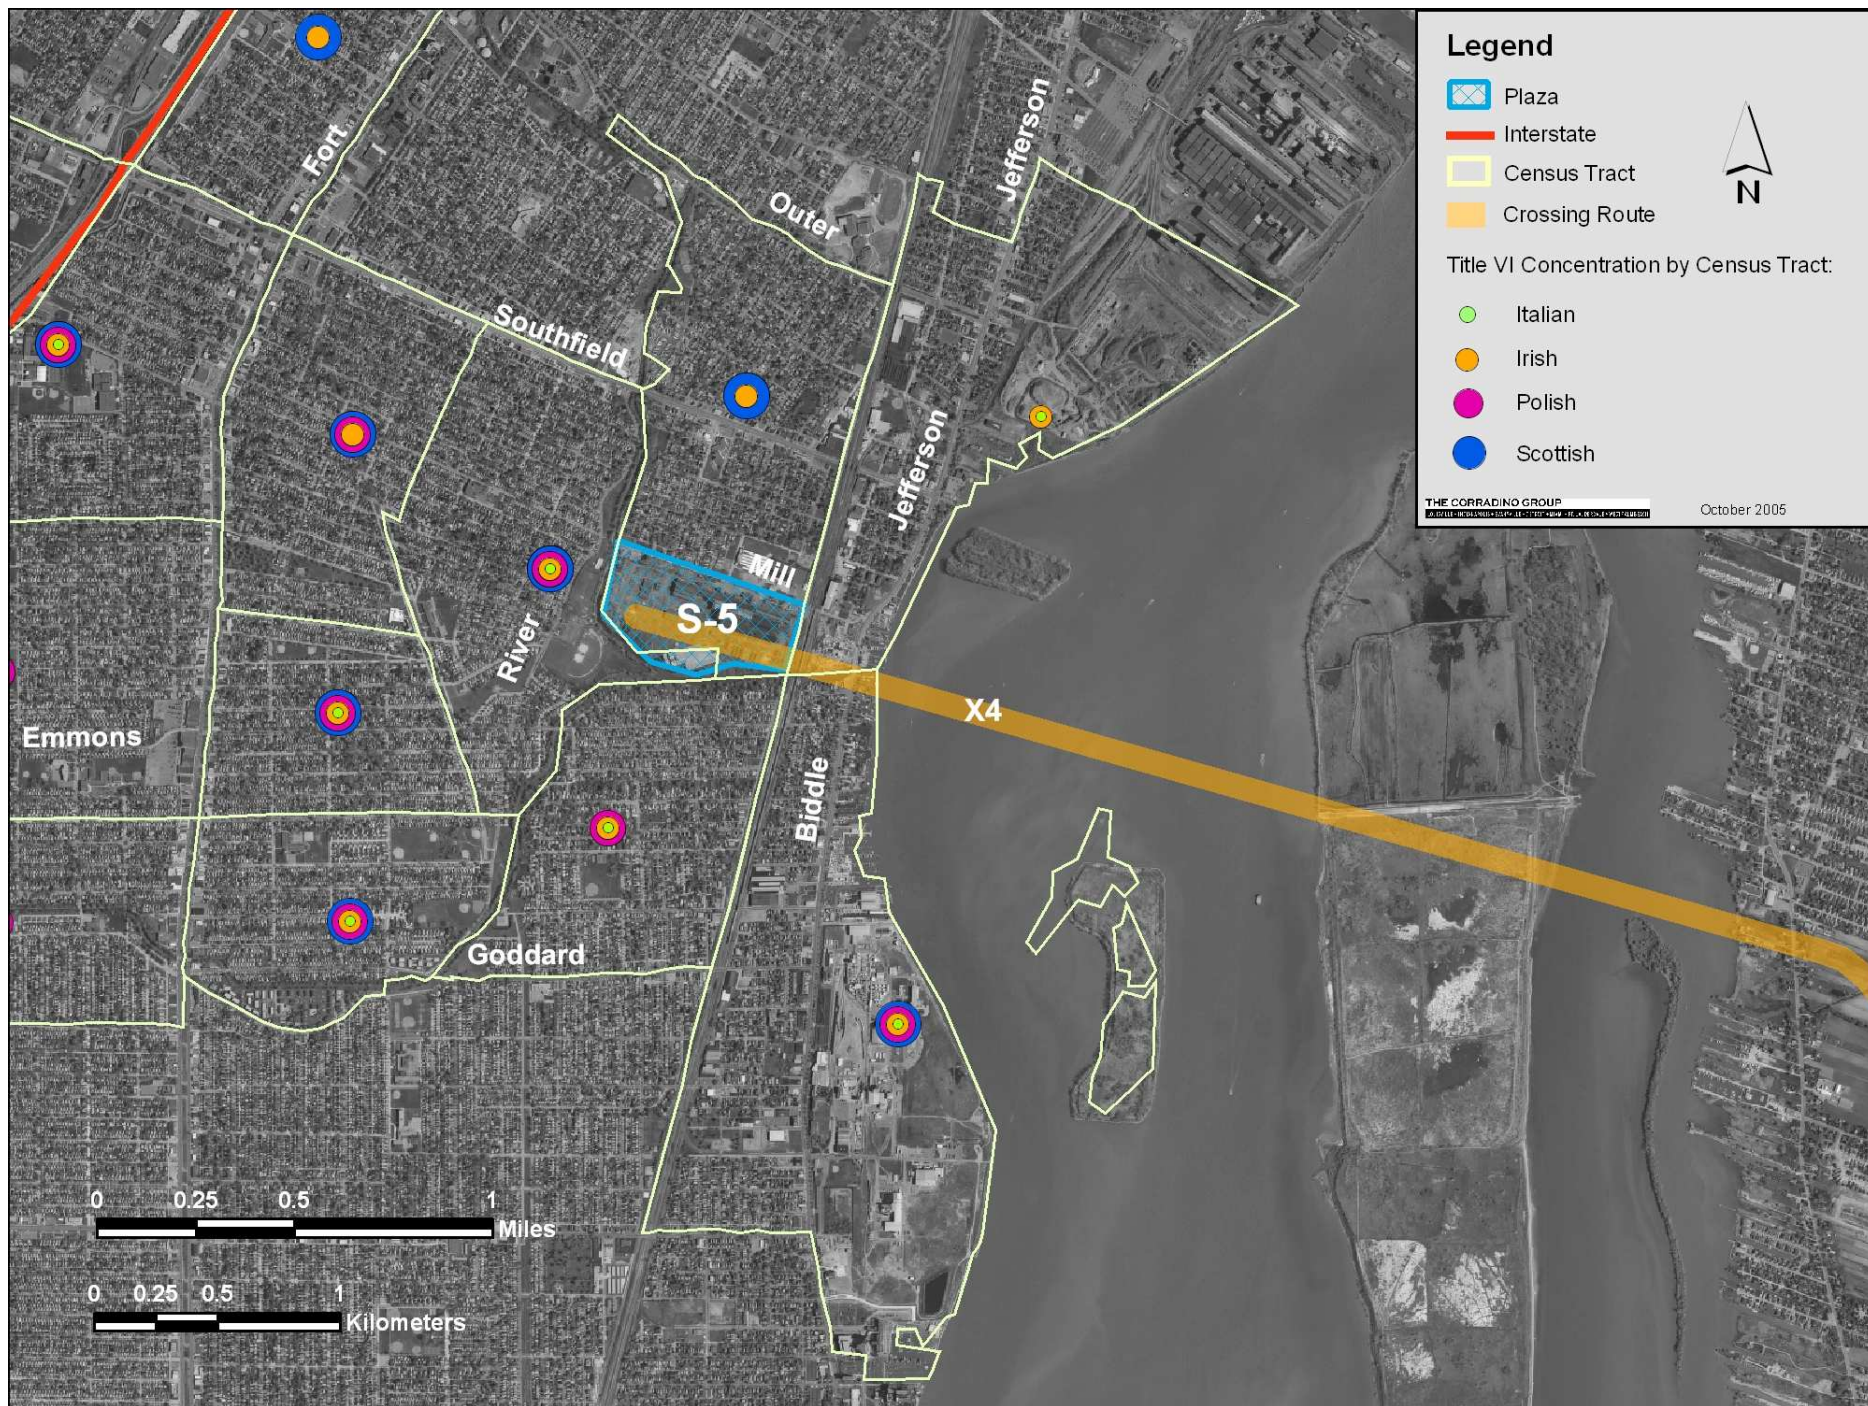 Legend
Plaza
Interstate
Census Tract
Crossing Route
N
Title VI Concentration by Census Tract:
Italian
Irish
Polish
Scottish
THE CORRADINO GROUP
October 2005
Fort
Jefferson
Outer
Southfield
Jefferson
Mill
S-5
River
X4
Emmons
Biddle
Goddard
0 0.25 0.5 1
Miles
0 0.25 0.5 1
Kilometers